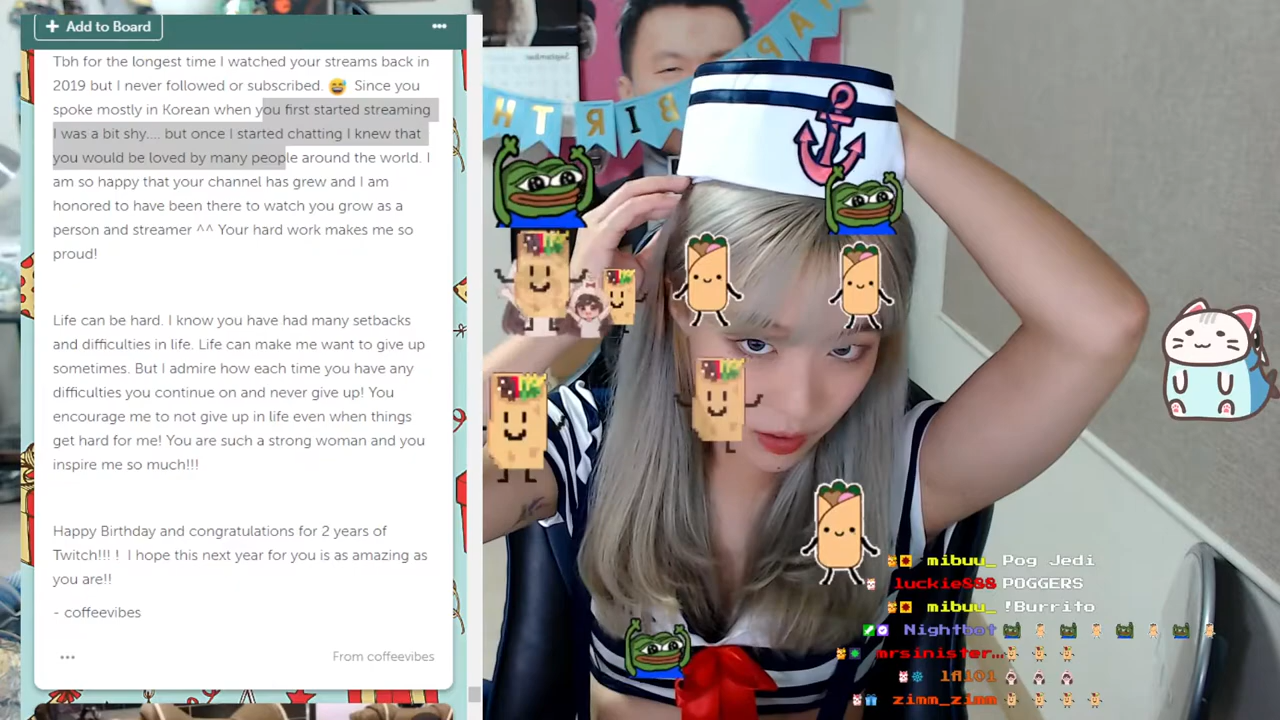 + Add to Board
Tbh for the longest time I watched your streams back in
2019 but I never followed or subscribed. 😅 Since you
spoke mostly in Korean when you first started streaming
I was a bit shy.... but once I started chatting I knew that
you would be loved by many people around the world. I
am so happy that your channel has grew and I am
honored to have been there to watch you grow as a
person and streamer ^^ Your hard work makes me so
proud!
Life can be hard. I know you have had many setbacks
and difficulties in life. Life can make me want to give up
sometimes. But I admire how each time you have any
difficulties you continue on and never give up! You
encourage me to not give up in life even when things
get hard for me! You are such a strong woman and you
inspire me so much!!!
Happy Birthday and congratulations for 2 years of
Twitch!!! ! I hope this next year for you is as amazing as
you are!!
- coffeevibes
From coffeevibes
September
BIRTH
PA
mibuu_ Pog Jedi
luckie888 POGGERS
mibuu_ !Burrito
Nightbot
mrsinister...
lfl101
zimm_zimm